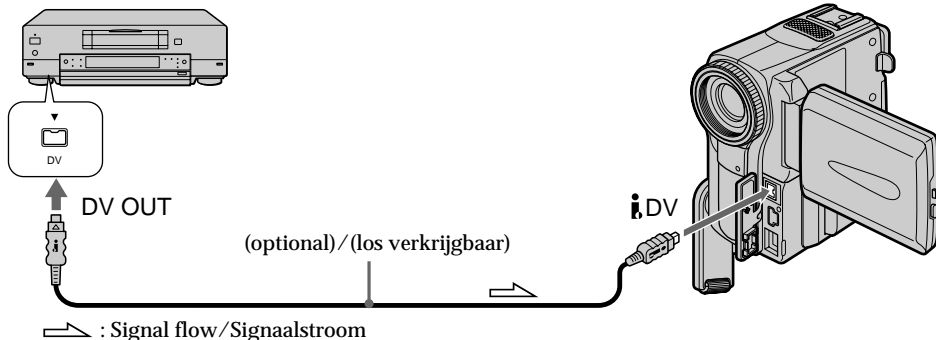 DV
DV OUT
i DV
(optional)/(los verkrijgbaar)
: Signal flow/Signaalstroom